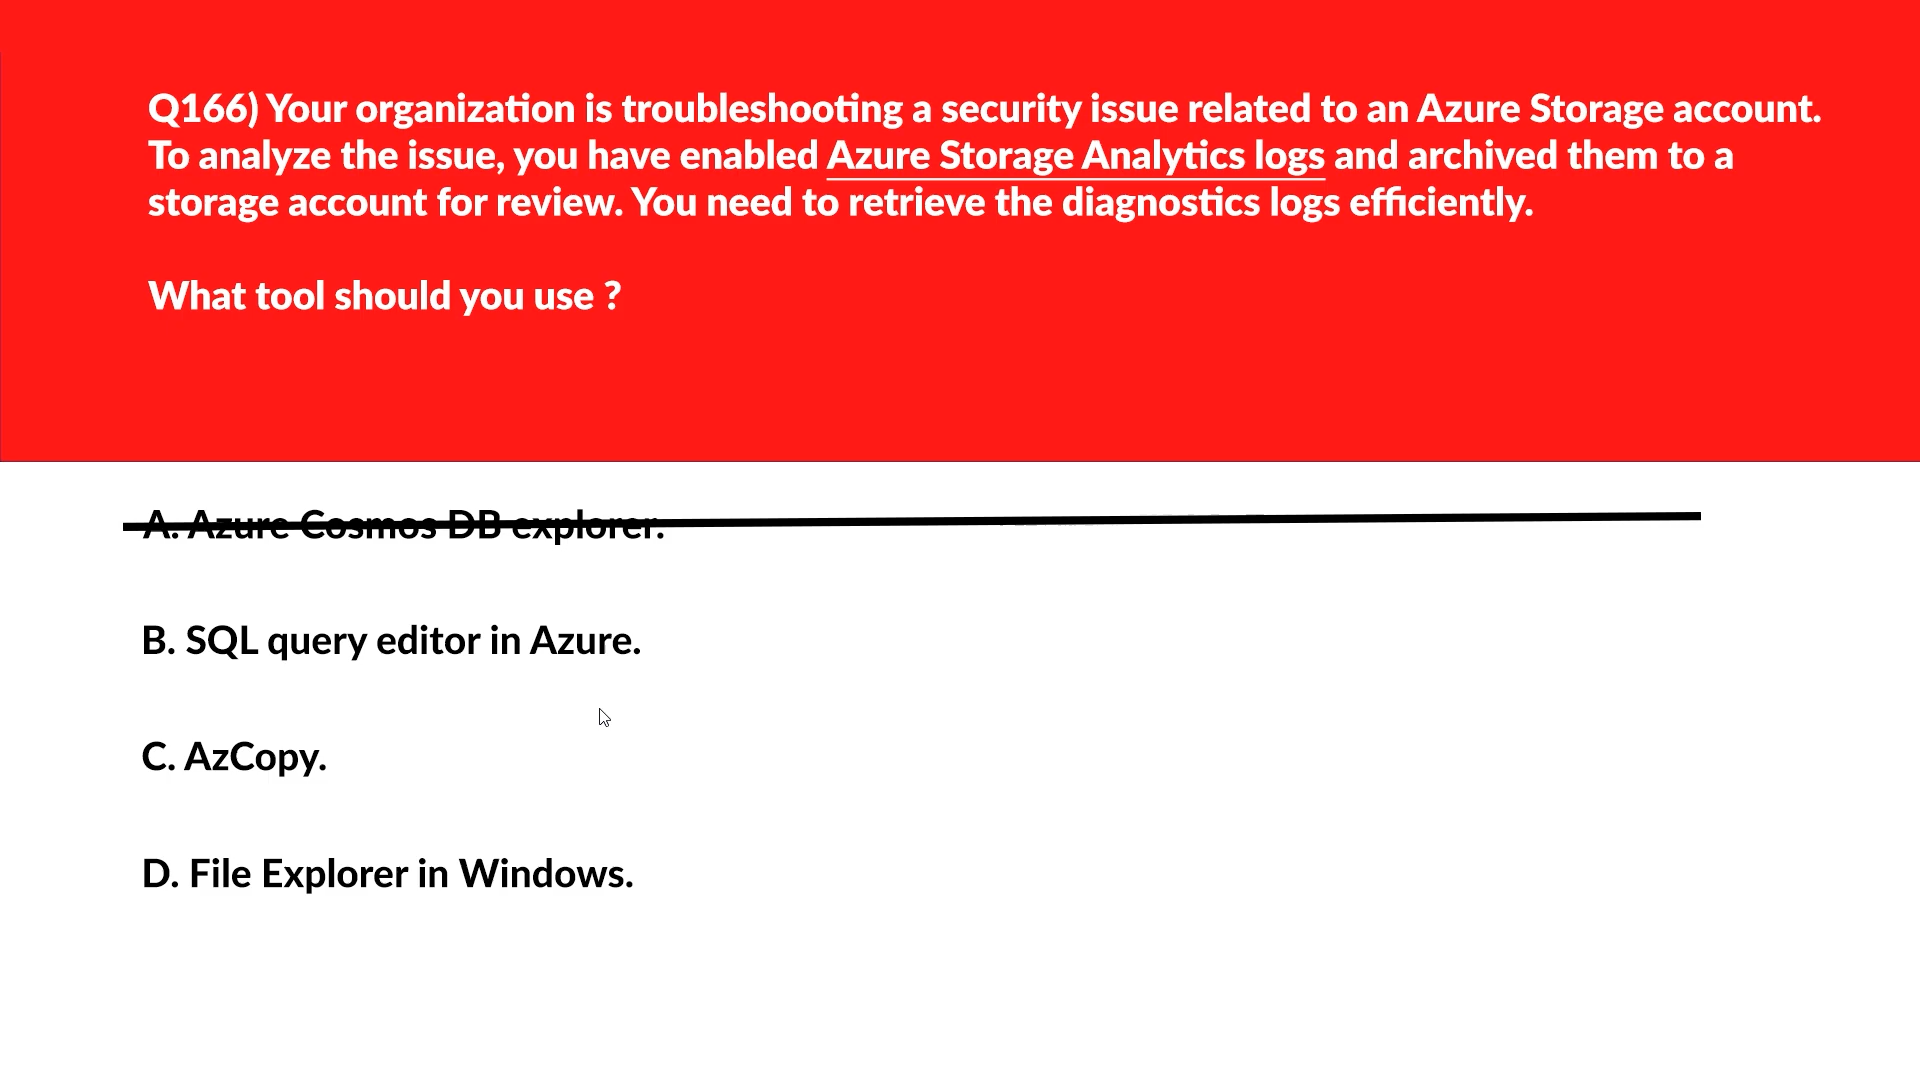 Q166) Your organization is troubleshooting a security issue related to an Azure Storage account.
To analyze the issue, you have enabled Azure Storage Analytics logs and archived them to a
storage account for review. You need to retrieve the diagnostics logs efficiently.
What tool should you use ?
A. Azure Cosmos DB explorer.
B. SQL query editor in Azure.
C. AzCopy.
D. File Explorer in Windows.